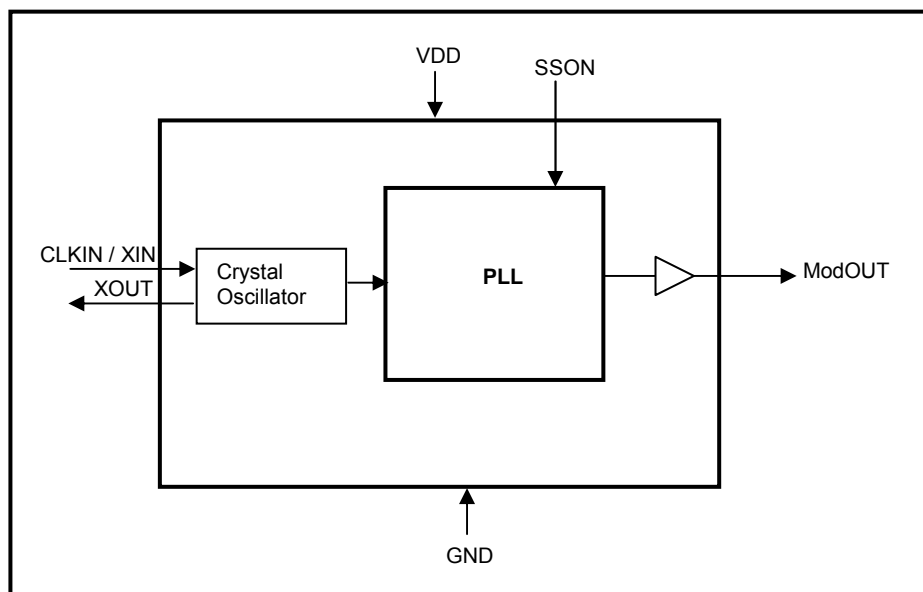 VDD
SSON
CLKIN / XIN
XOUT
Crystal
Oscillator
PLL
ModOUT
GND